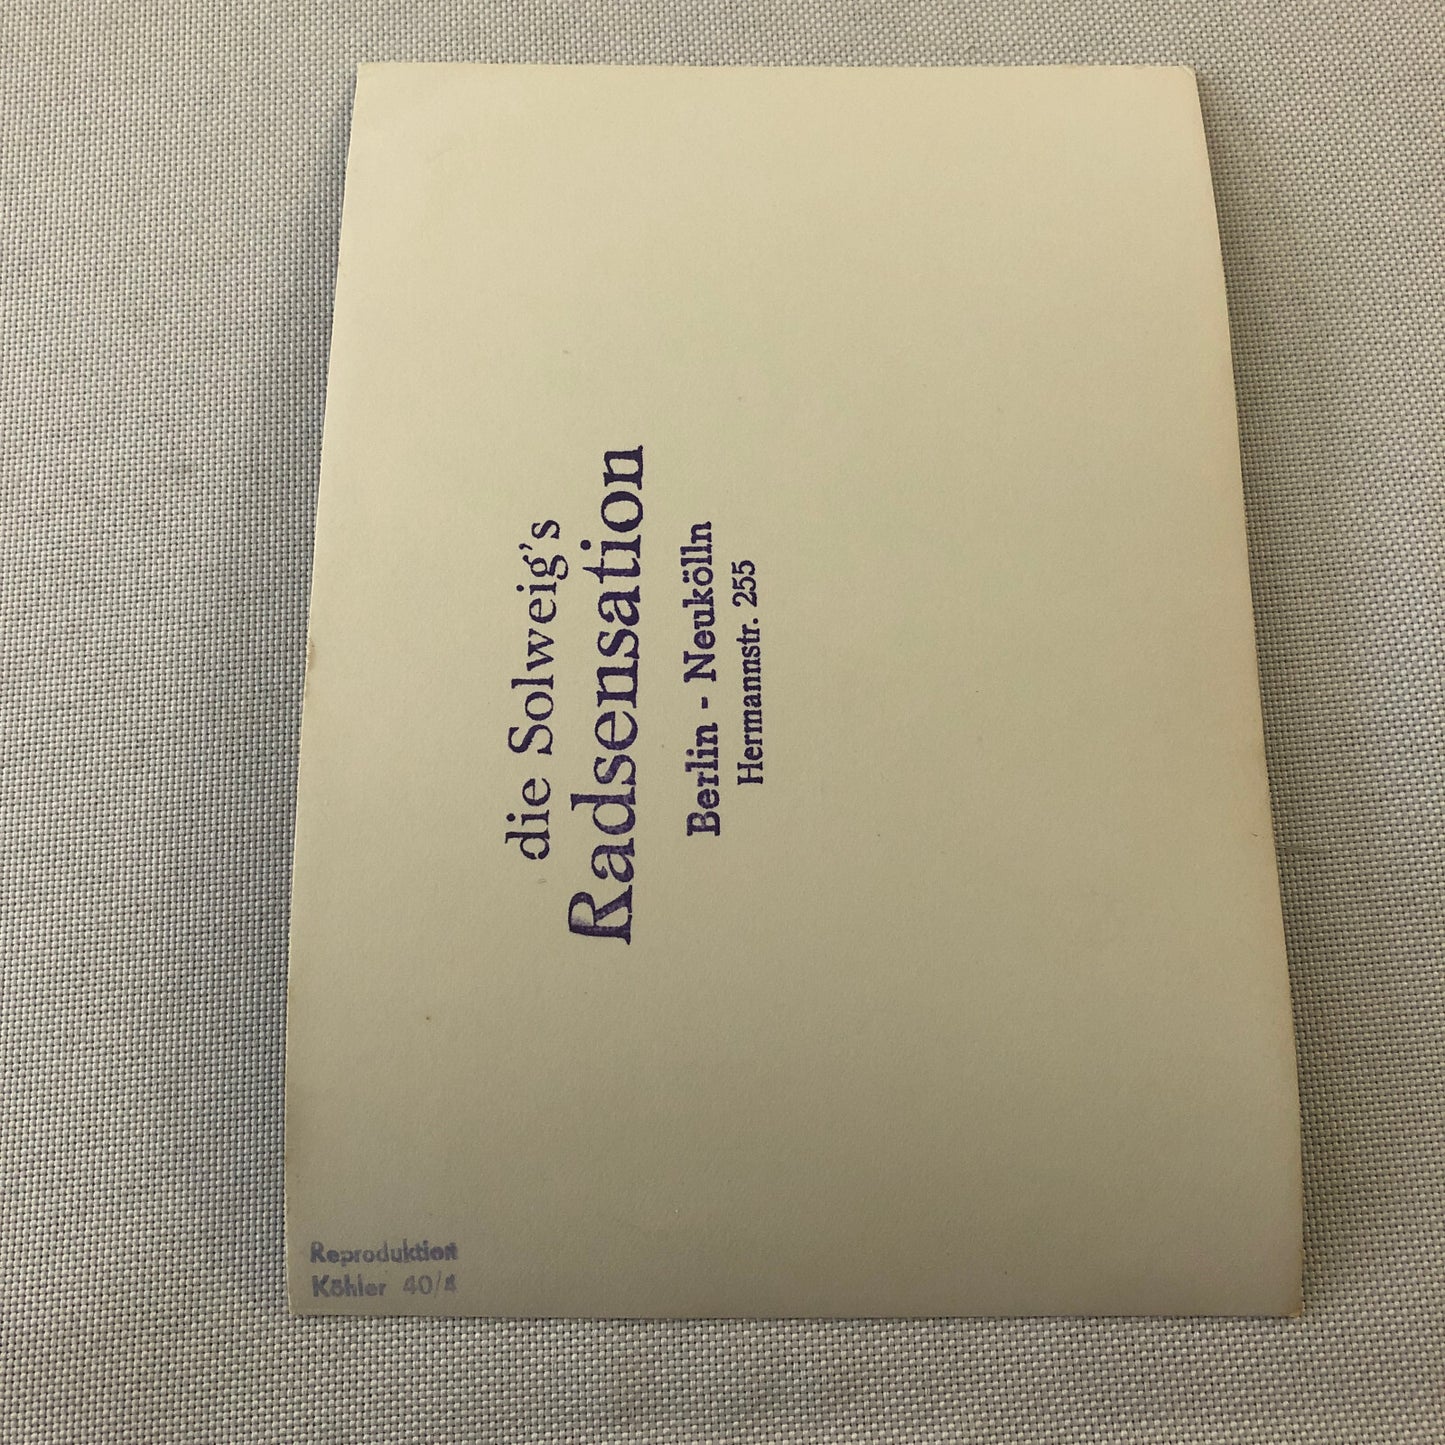 die Solweig's
Radsensation
Berlin - Neukölln
Hermannstr. 255
Reproduktion
Köhler 40/4